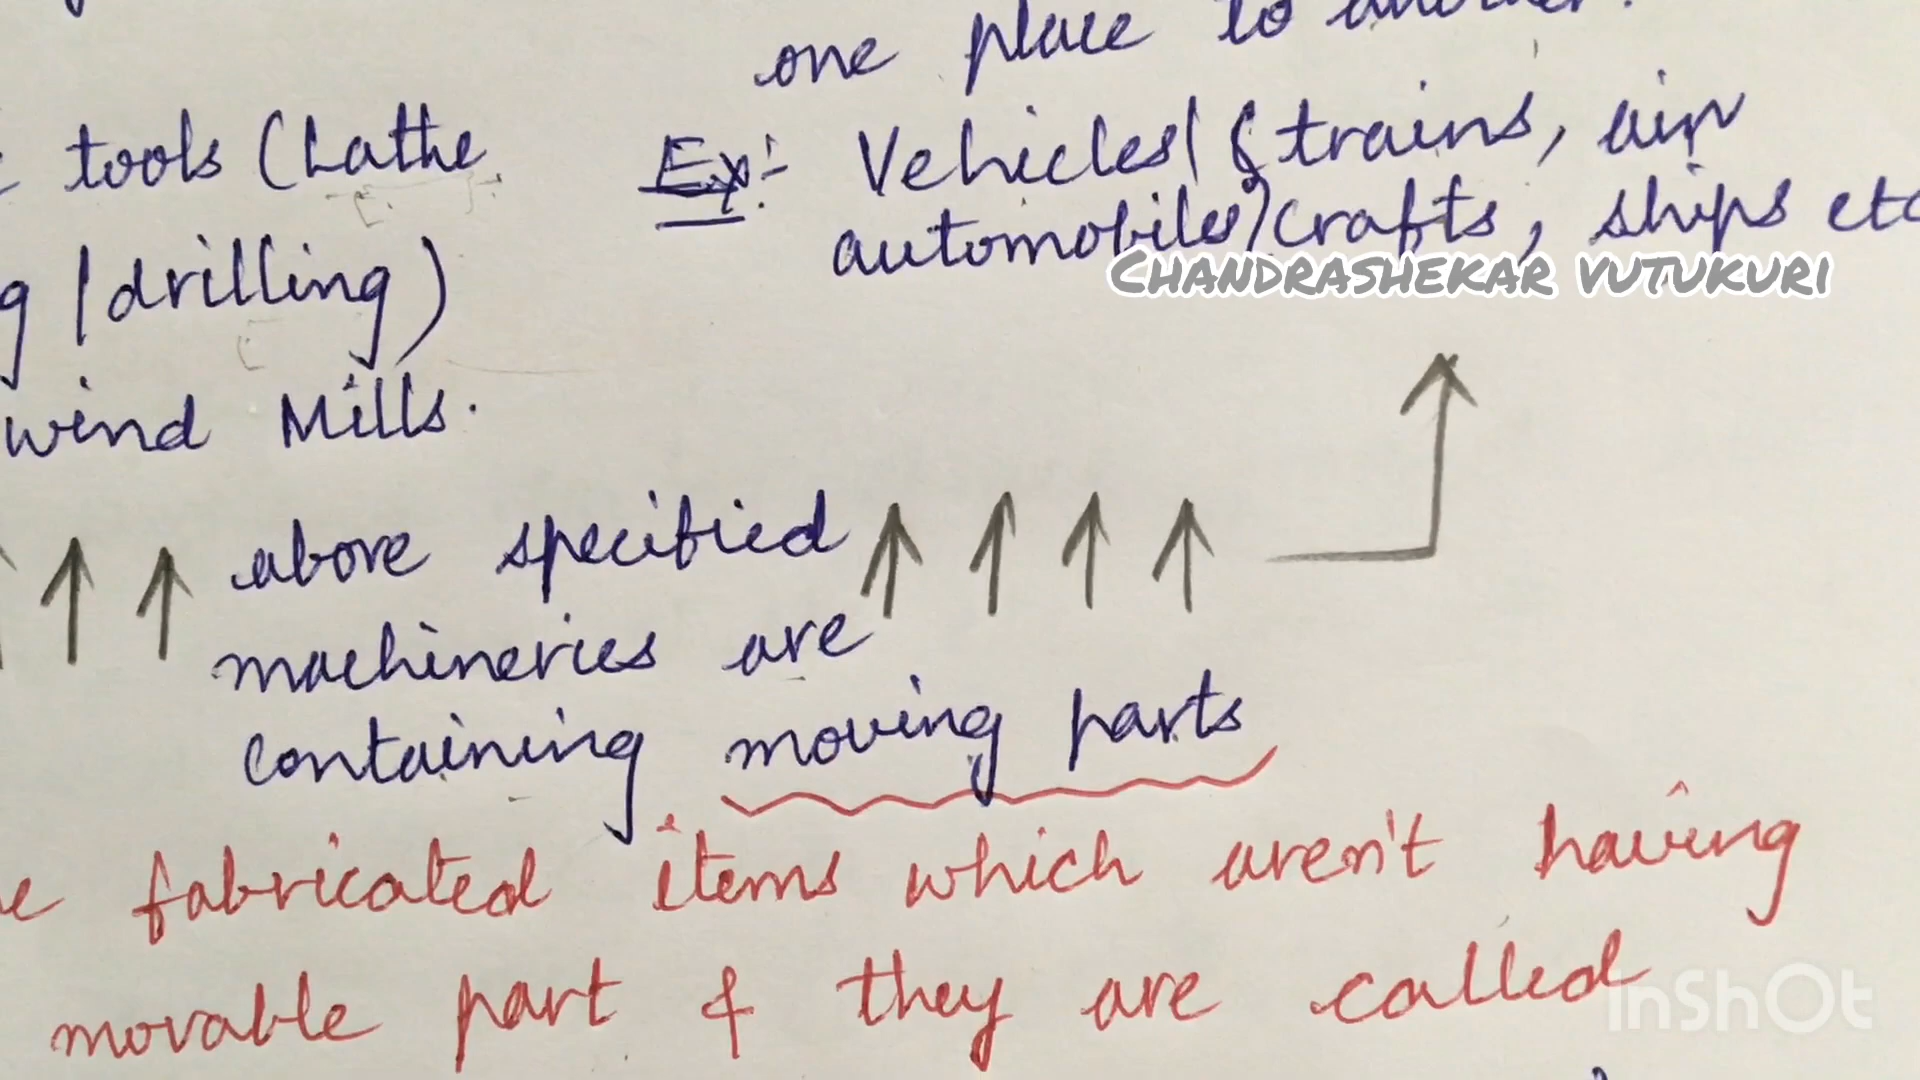 one place to another.
tools (Lathe
Ex:- Vehicles/ & trains, air
automobiles) crafts, ships etc
CHANDRASHEKAR VUTUKURI
g / drilling)
wind Mills.
above specified
machineries are
containing moving parts
fabricated items which aren't having
movable part & they are called
InShOt